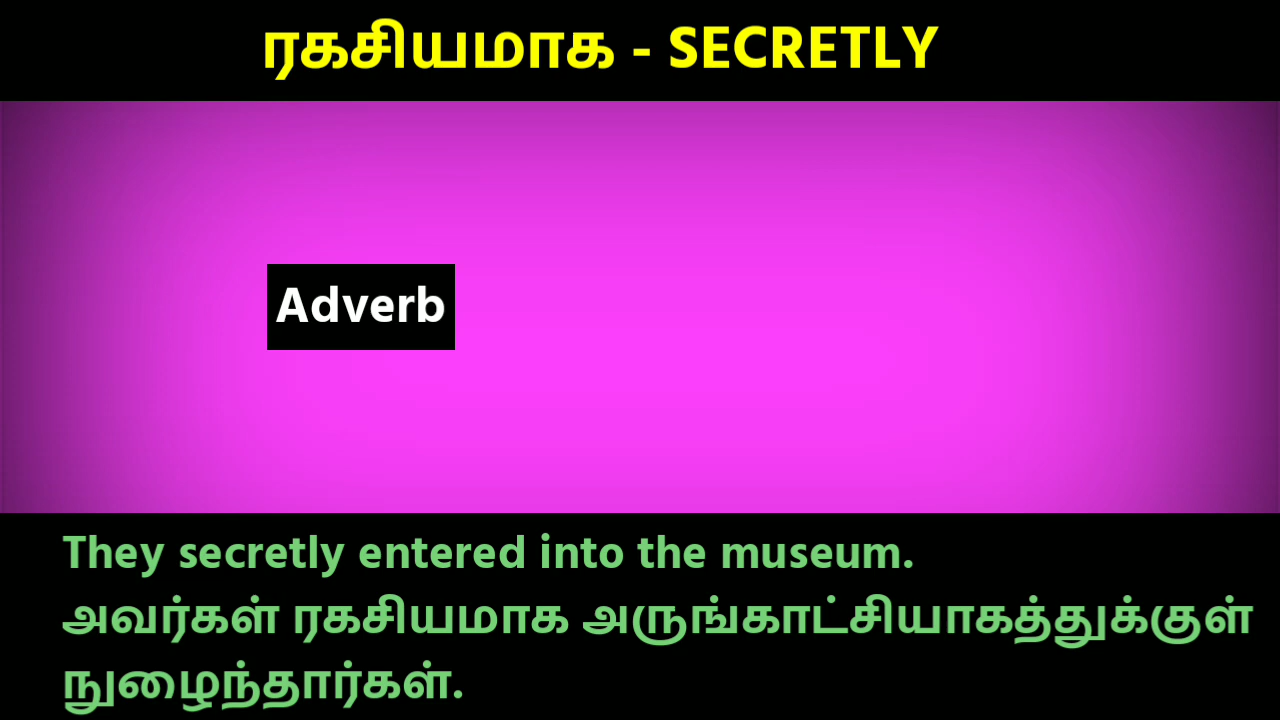 ரகசியமாக - SECRETLY
Adverb
They secretly entered into the museum.
அவர்கள் ரகசியமாக அருங்காட்சியாகத்துக்குள்
நுழைந்தார்கள்.